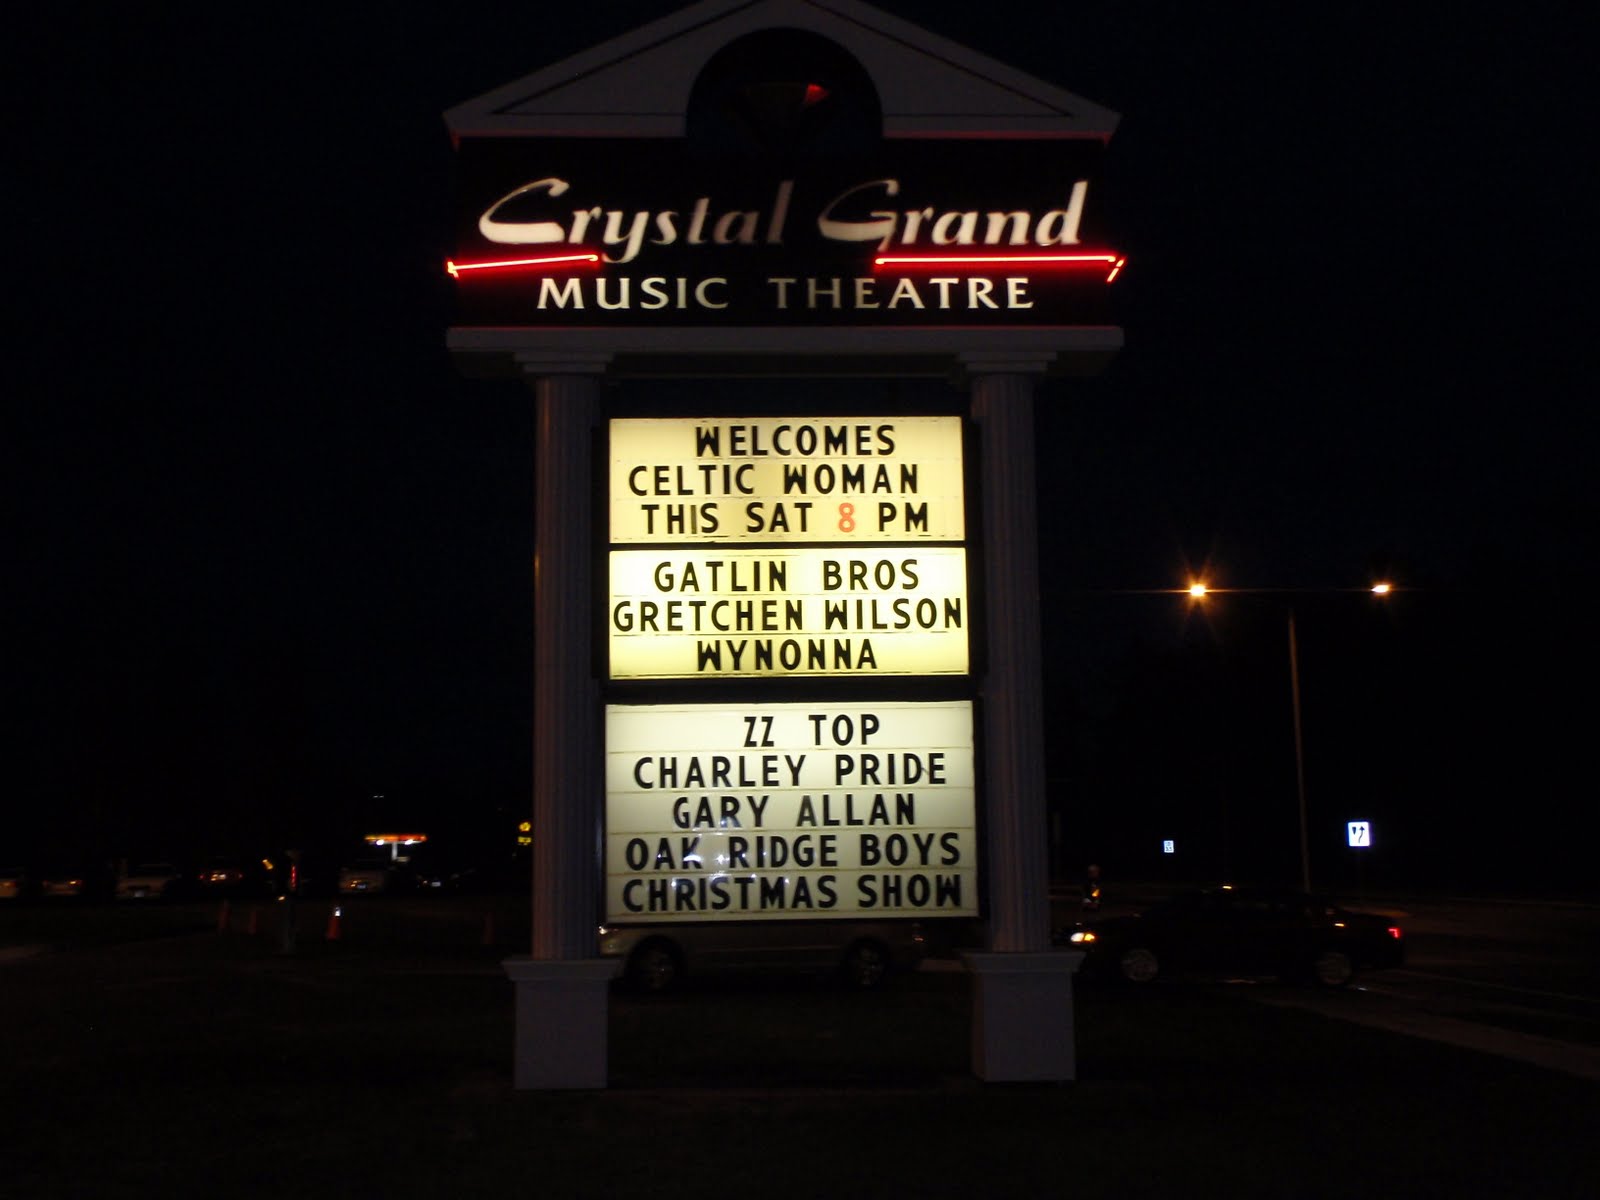 Crystal Grand
MUSIC THEATRE
WELCOMES
CELTIC WOMAN
THIS SAT 8 PM
GATLIN BROS
GRETCHEN WILSON
WYNONNA
ZZ TOP
CHARLEY PRIDE
GARY ALLAN
OAK RIDGE BOYS
CHRISTMAS SHOW